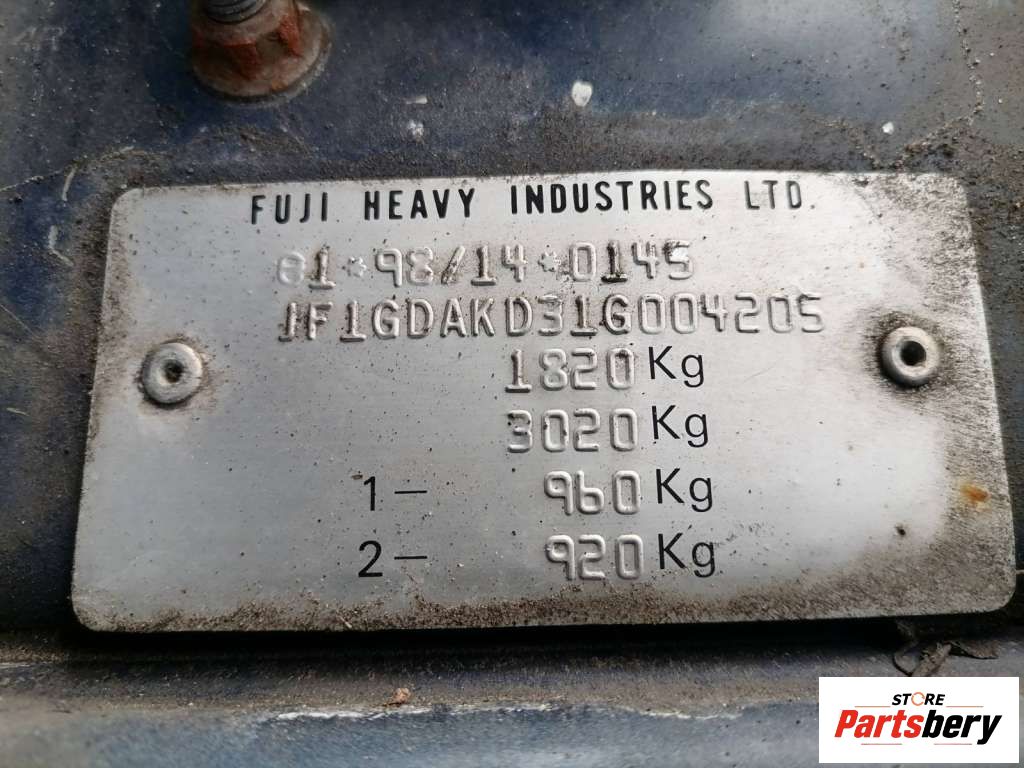 FUJI HEAVY INDUSTRIES LTD.
e1*98/14*0145
JF1GDAKD31G004205
1820 Kg
3020 Kg
1- 960 Kg
2- 920 Kg
STORE
Partsbery